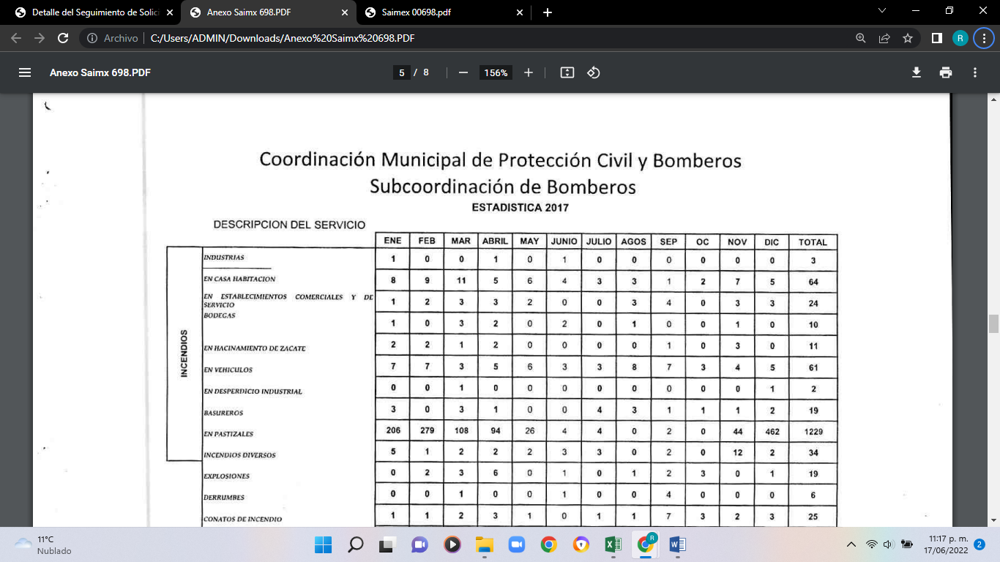 Detalle del Seguimiento de Solici
Anexo Saimx 698.PDF
Saimex 00698.pdf
Archivo C:/Users/ADMIN/Downloads/Anexo%20Saimx%20698.PDF
R
Anexo Saimx 698.PDF
5 / 8
156%
Coordinación Municipal de Protección Civil y Bomberos
Subcoordinación de Bomberos
ESTADISTICA 2017
DESCRIPCION DEL SERVICIO
ENE FEB MAR ABRIL MAY JUNIO JULIO AGOS SEP OC NOV DIC TOTAL
INCENDIOS
INDUSTRIAS 1 0 0 1 0 1 0 0 0 0 0 0 3
EN CASA HABITACION 8 9 11 5 6 4 3 3 1 2 7 5 64
EN ESTABLECIMIENTOS COMERCIALES Y DE
SERVICIO 1 2 3 3 2 0 0 3 4 0 3 3 24
BODEGAS 1 0 3 2 0 2 0 1 0 0 1 0 10
EN HACINAMIENTO DE ZACATE 2 2 1 2 0 0 0 0 1 0 3 0 11
EN VEHICULOS 7 7 3 5 6 3 3 8 7 3 4 5 61
EN DESPERDICIO INDUSTRIAL 0 0 1 0 0 0 0 0 0 0 0 1 2
BASUREROS 3 0 3 1 0 0 4 3 1 1 1 2 19
EN PASTIZALES 206 279 108 94 26 4 4 0 2 0 44 462 1229
INCENDIOS DIVERSOS 5 1 2 2 2 3 3 0 2 0 12 2 34
EXPLOSIONES 0 2 3 6 0 1 0 1 2 3 0 1 19
DERRUMBES 0 0 1 0 0 1 0 0 4 0 0 0 6
CONATOS DE INCENDIO 1 1 2 3 1 0 1 1 7 3 2 3 25
11°C
Nublado
R
11:17 p. m.
17/06/2022
2